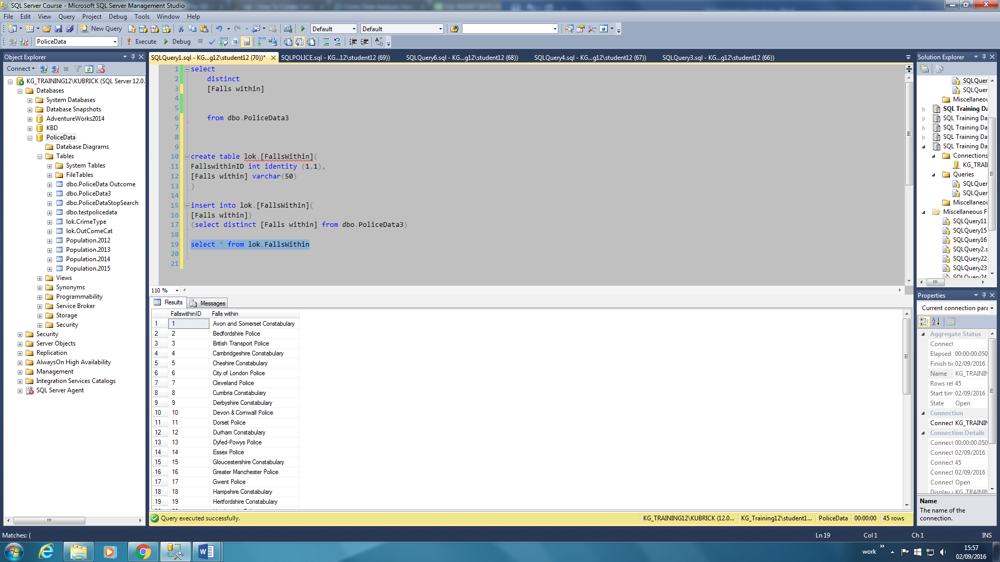 SQL Server Course - Microsoft SQL Server Management Studio
File Edit View Query Project Debug Tools Window Help
New Query Default Default
PoliceData Execute Debug
Object Explorer
Connect
KG_TRAINING12\KUBRICK (SQL Server 12.0.
Databases
System Databases
Database Snapshots
AdventureWorks2014
KBD
PoliceData
Database Diagrams
Tables
System Tables
FileTables
dbo.PoliceData Outcome
dbo.PoliceData3
dbo.PoliceDataStopSearch
dbo.testpolicedata
lok.CrimeType
lok.OutComeCat
Population.2012
Population.2013
Population.2014
Population.2015
Views
Synonyms
Programmability
Service Broker
Storage
Security
Security
Server Objects
Replication
AlwaysOn High Availability
Management
Integration Services Catalogs
SQL Server Agent
SQLQuery1.sql - KG...g12\student12 (70))* SQLPOLICE.sql - KG...12\student12 (69)) SQLQuery6.sql - KG...g12\student12 (68)) SQLQuery4.sql - KG...g12\student12 (67)) SQLQuery3.sql - KG...g12\student12 (66))
1 select
2 distinct
3 [Falls within]
4
5
6 from dbo.PoliceData3
7
8
9
10 create table lok.[FallsWithin](
11 FallswithinID int identity (1,1),
12 [Falls within] varchar(50)
13 )
14
15 insert into lok.[FallsWithin](
16 [Falls within])
17 (select distinct [Falls within] from dbo.PoliceData3)
18
19 select * from lok.FallsWithin
20
21
110 %
Results Messages
FallswithinID Falls within
1 1 Avon and Somerset Constabulary
2 2 Bedfordshire Police
3 3 British Transport Police
4 4 Cambridgeshire Constabulary
5 5 Cheshire Constabulary
6 6 City of London Police
7 7 Cleveland Police
8 8 Cumbria Constabulary
9 9 Derbyshire Constabulary
10 10 Devon & Cornwall Police
11 11 Dorset Police
12 12 Durham Constabulary
13 13 Dyfed-Powys Police
14 14 Essex Police
15 15 Gloucestershire Constabulary
16 16 Greater Manchester Police
17 17 Gwent Police
18 18 Hampshire Constabulary
19 19 Hertfordshire Constabulary
Query executed successfully. KG_TRAINING12\KUBRICK (12.0... KG_Training12\student1... PoliceData 00:00:00 45 rows
Solution Explorer
SQLQuer
SQLQuer
Miscellaneou
SQL Training Da
SQL Training Da
SQL Training Da
SQL Training Da
SQL Training Da
Connections
KG_TRAI
Queries
SQLQuer
SQLQuer
Miscellaneou
Miscellaneous F
SQLQuery11
SQLQuery15
SQLQuery16
SQLQuery2.s
SQLQuery22
SQLQuery23
SQLQuery24
Properties
Current connection para
Aggregate Status
Connect
Elapsed 00:00:00.050
Finish ti 02/09/2016
Name KG_TRAININ
Rows ret 45
Start tim 02/09/2016
State Open
Connection
Connect KG_TRAININ
Connection Details
Connect 00:00:00.050
Connect 02/09/2016
Connect 45
Connect 02/09/2016
Connect Open
Display KG_TRAININ
Name
The name of the
connection.
Matches: ( Ln 19 Col 1 Ch 1 INS
work 15:57
02/09/2016